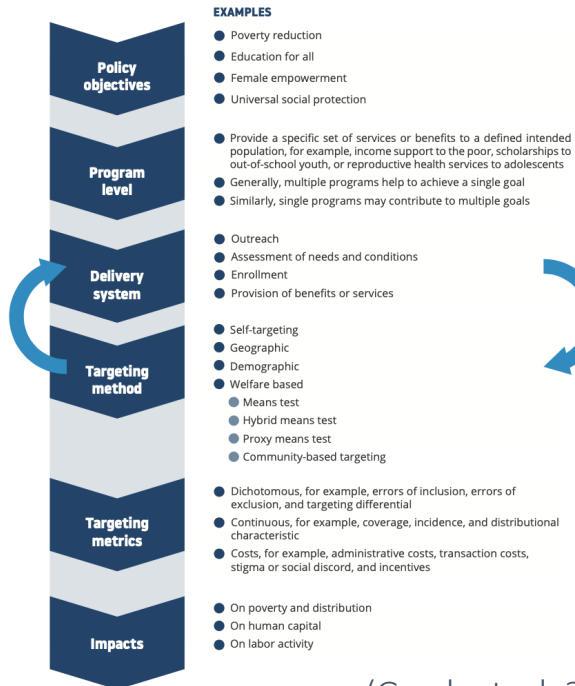 EXAMPLES
Policy
objectives
Poverty reduction
Education for all
Female empowerment
Universal social protection
Program
level
Provide a specific set of services or benefits to a defined intended
population, for example, income support to the poor, scholarships to
out-of-school youth, or reproductive health services to adolescents
Generally, multiple programs help to achieve a single goal
Similarly, single programs may contribute to multiple goals
Delivery
system
Outreach
Assessment of needs and conditions
Enrollment
Provision of benefits or services
Targeting
method
Self-targeting
Geographic
Demographic
Welfare based
Means test
Hybrid means test
Proxy means test
Community-based targeting
Targeting
metrics
Dichotomous, for example, errors of inclusion, errors of
exclusion, and targeting differential
Continuous, for example, coverage, incidence, and distributional
characteristic
Costs, for example, administrative costs, transaction costs,
stigma or social discord, and incentives
Impacts
On poverty and distribution
On human capital
On labor activity